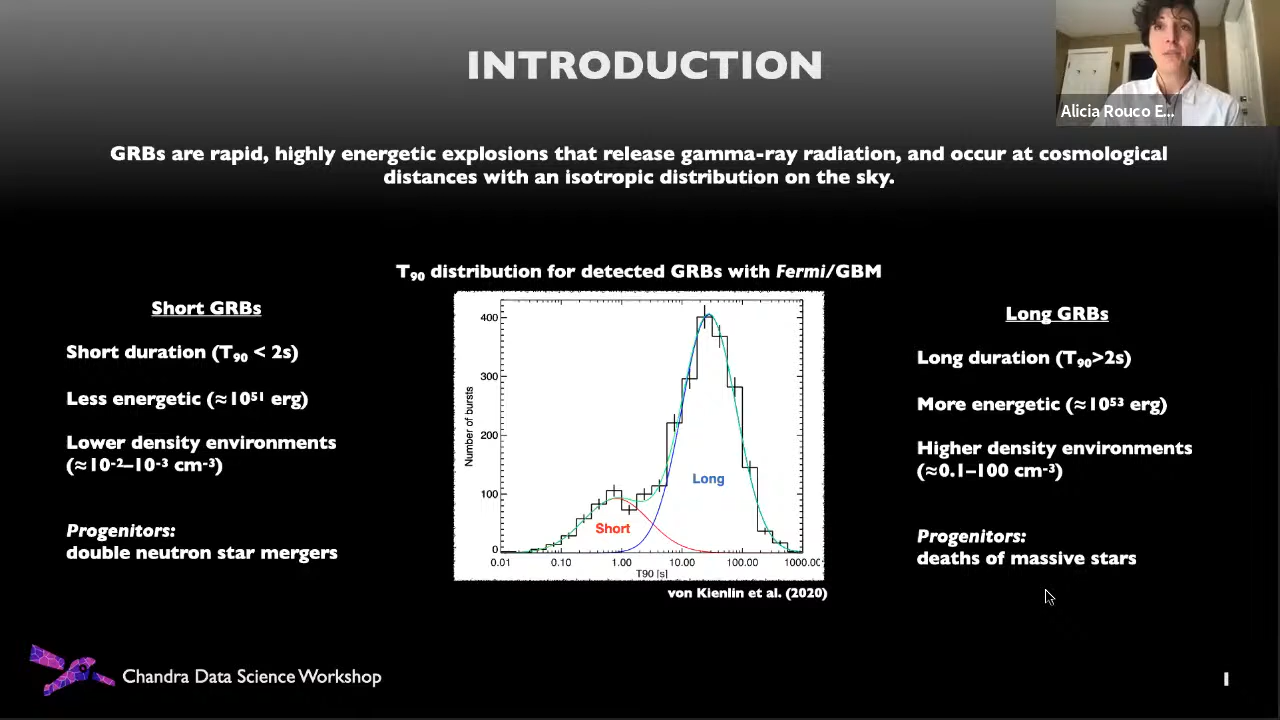 INTRODUCTION
Alicia Rouco E...
GRBs are rapid, highly energetic explosions that release gamma-ray radiation, and occur at cosmological
distances with an isotropic distribution on the sky.
T₉₀ distribution for detected GRBs with Fermi/GBM
Short GRBs
Short duration (T₉₀ < 2s)
Less energetic (≈10⁵¹ erg)
Lower density environments
(≈10⁻²–10⁻³ cm⁻³)
Progenitors:
double neutron star mergers
400
300
200
100
0
Number of bursts
Short
Long
0.01 0.10 1.00 10.00 100.00 1000.00
T90 [s]
von Kienlin et al. (2020)
Long GRBs
Long duration (T₉₀>2s)
More energetic (≈10⁵³ erg)
Higher density environments
(≈0.1–100 cm⁻³)
Progenitors:
deaths of massive stars
Chandra Data Science Workshop
1